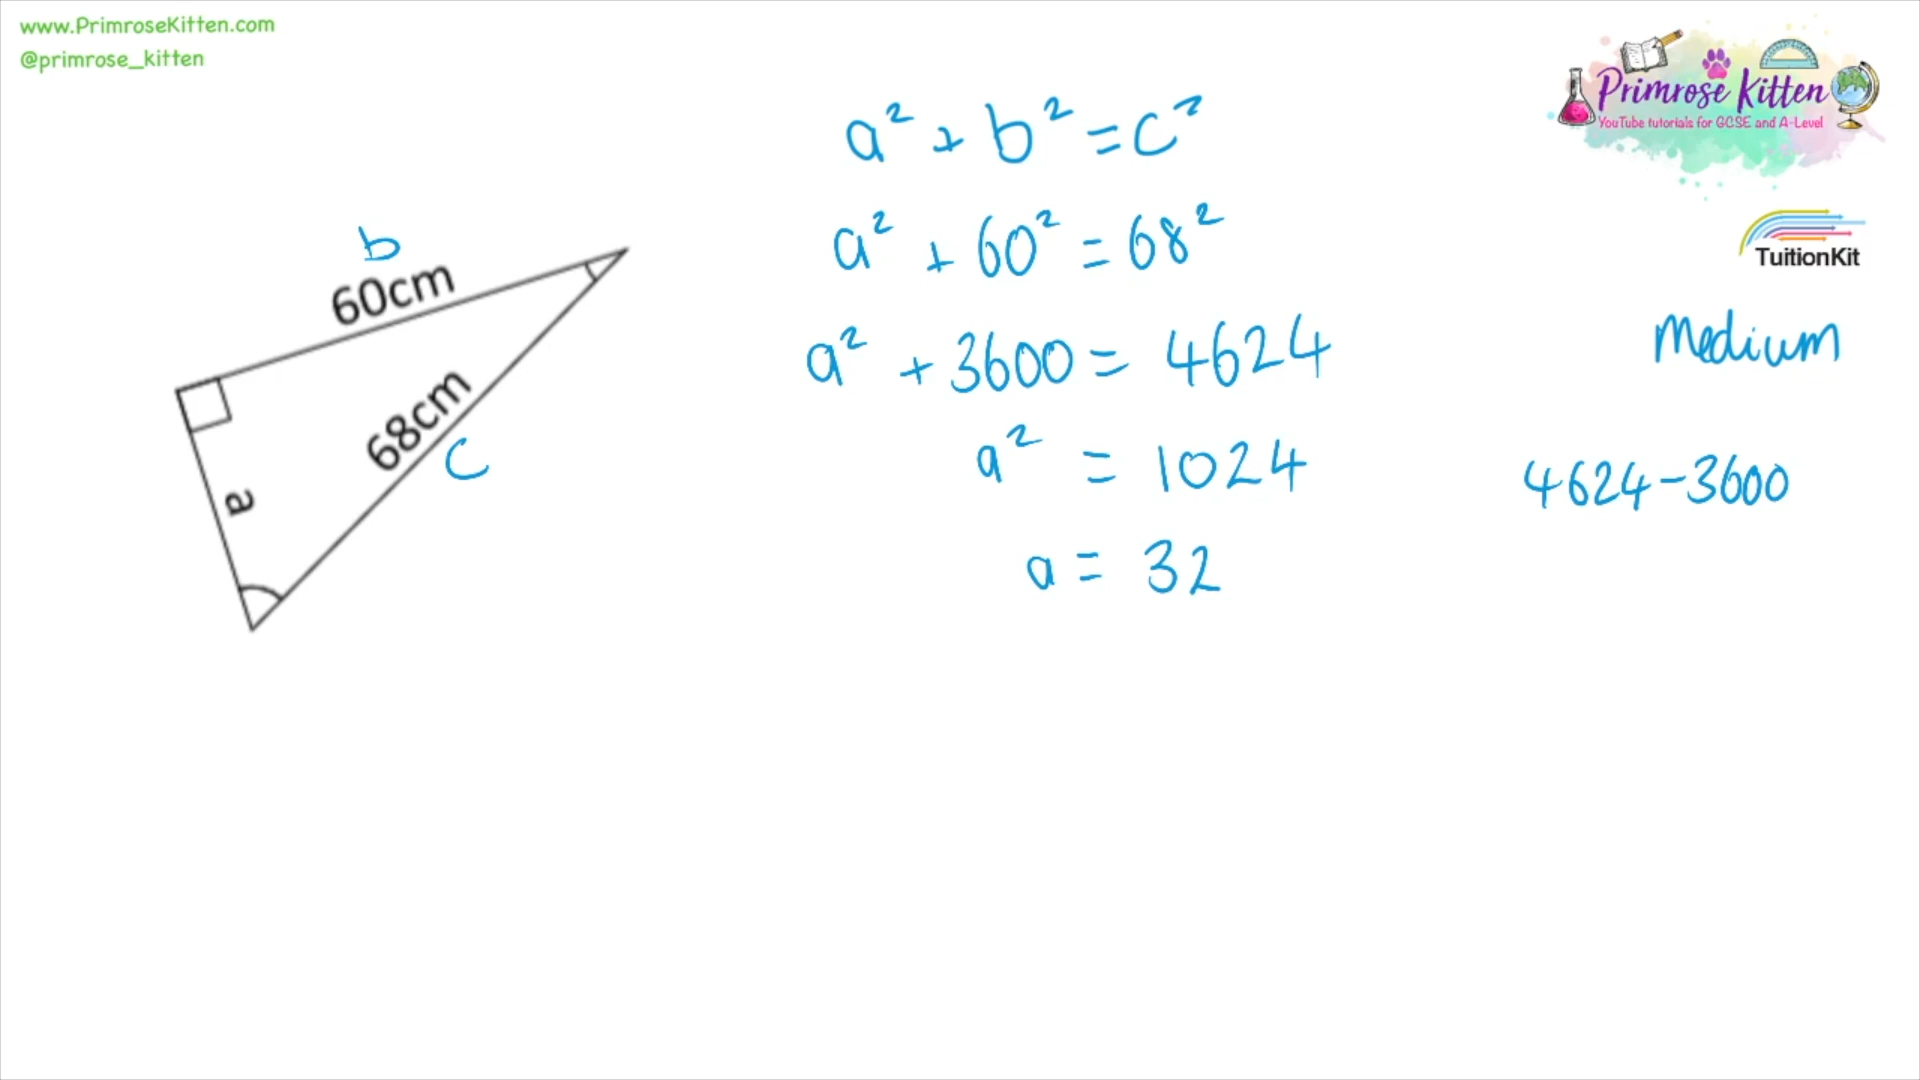 www.PrimroseKitten.com
@primrose_kitten
Primrose Kitten
YouTube tutorials for GCSE and A-Level
TuitionKit
Medium
b
60cm
68cm
c
a
a² + b² = c²
a² + 60² = 68²
a² + 3600 = 4624
a² = 1024
4624-3600
a = 32